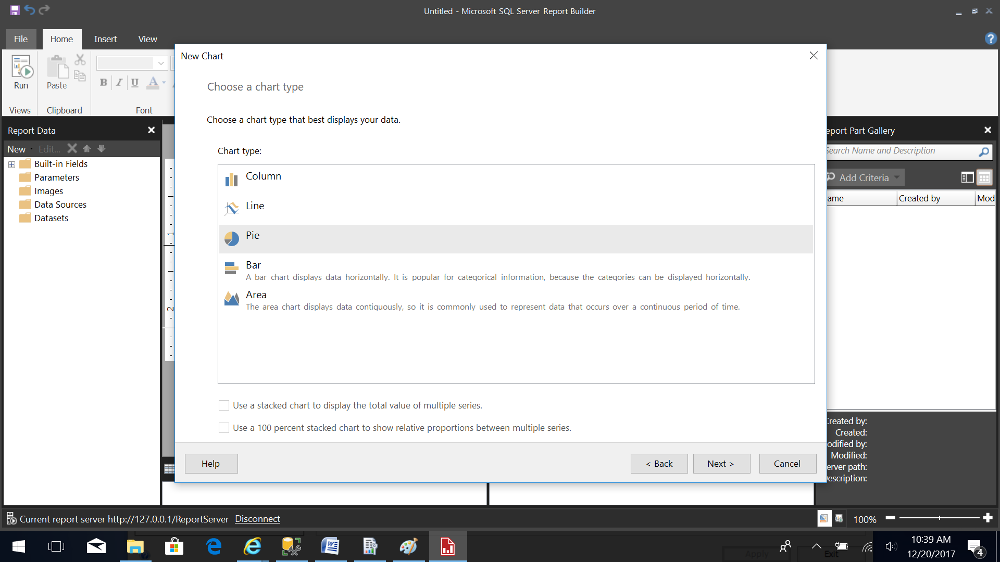 Untitled - Microsoft SQL Server Report Builder
File Home Insert View
Run
Paste
B I U A
Views Clipboard Font
New Chart
Choose a chart type
Choose a chart type that best displays your data.
Chart type:
Column
Line
Pie
Bar
A bar chart displays data horizontally. It is popular for categorical information, because the categories can be displayed horizontally.
Area
The area chart displays data contiguously, so it is commonly used to represent data that occurs over a continuous period of time.
Use a stacked chart to display the total value of multiple series.
Use a 100 percent stacked chart to show relative proportions between multiple series.
Help < Back Next > Cancel
Report Data
New Edit...
Built-in Fields
Parameters
Images
Data Sources
Datasets
1
2
eport Part Gallery
Search Name and Description
Add Criteria
ame Created by Mod
Created by:
Created:
odified by:
Modified:
erver path:
Description:
Current report server http://127.0.0.1/ReportServer Disconnect
100%
Apply Exit
10:39 AM
12/20/2017
4